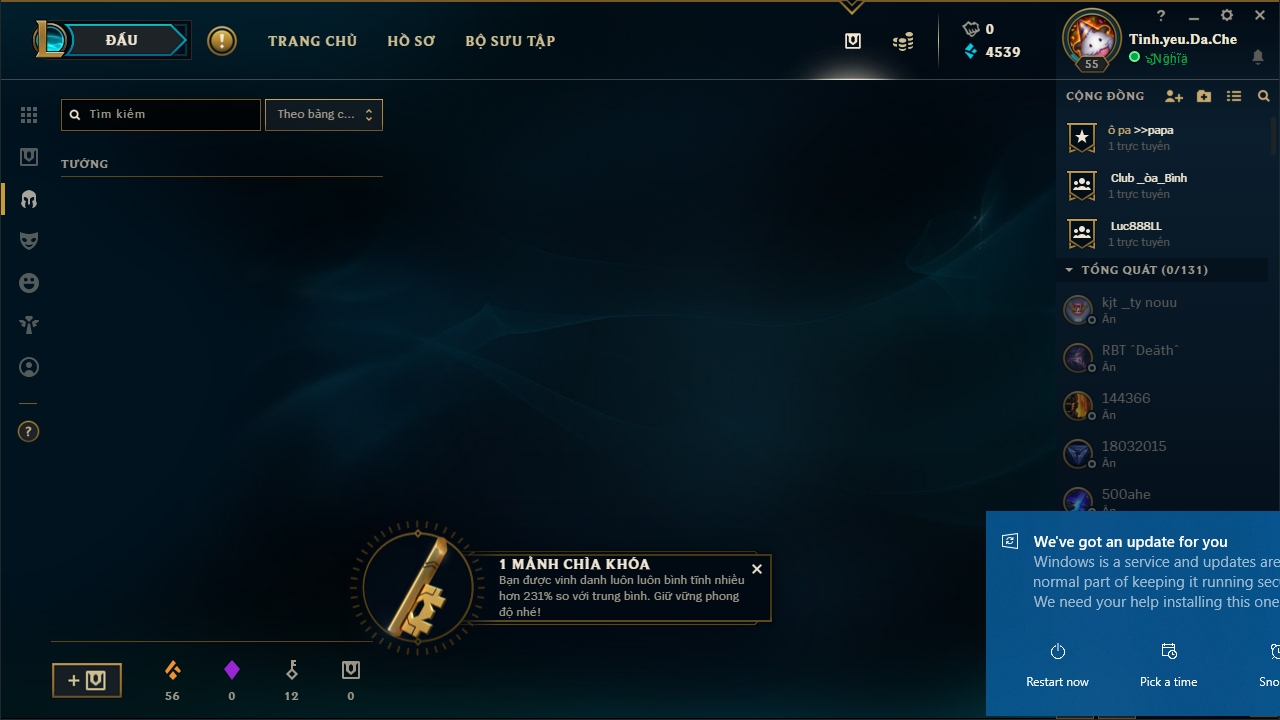 ĐẤU
TRANG CHỦ
HỒ SƠ
BỘ SƯU TẬP
0
4539
?
Tinh.yeu.Da.Che
55
CỘNG ĐỒNG
Tìm kiếm
Theo bảng c...
TƯỚNG
ô pa >>papa
1 trực tuyến
Club _òa_Bình
1 trực tuyến
Luc888LL
1 trực tuyến
TỔNG QUÁT (0/131)
kjt _ty nouu
Ẩn
RBT ˆDeäthˆ
Ẩn
144366
Ẩn
18032015
Ẩn
500ahe
?
1 MẢNH CHÌA KHÓA
Bạn được vinh danh luôn luôn bình tĩnh nhiều
hơn 231% so với trung bình. Giữ vững phong
độ nhé!
We've got an update for you
Windows is a service and updates are
normal part of keeping it running
We need your help installing this one
Restart now
Pick a time
56
0
12
0